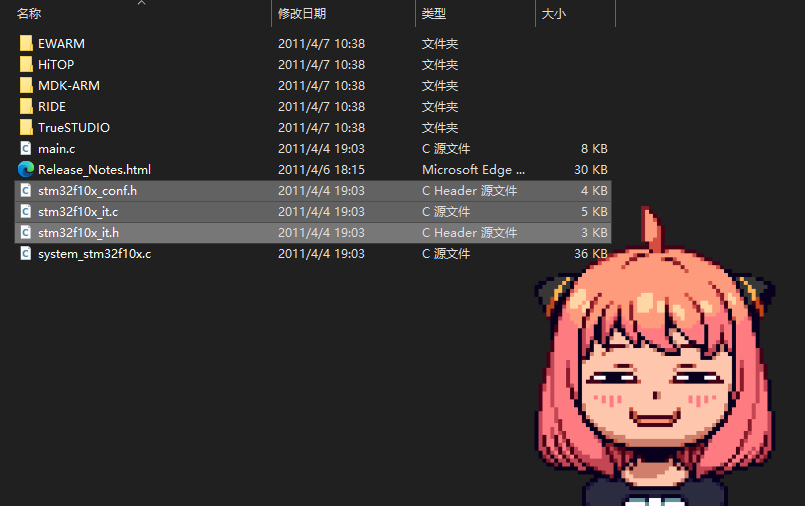 名称 修改日期 类型 大小
EWARM 2011/4/7 10:38 文件夹
HiTOP 2011/4/7 10:38 文件夹
MDK-ARM 2011/4/7 10:38 文件夹
RIDE 2011/4/7 10:38 文件夹
TrueSTUDIO 2011/4/7 10:38 文件夹
main.c 2011/4/4 19:03 C 源文件 8 KB
Release_Notes.html 2011/4/6 18:15 Microsoft Edge ... 30 KB
stm32f10x_conf.h 2011/4/4 19:03 C Header 源文件 4 KB
stm32f10x_it.c 2011/4/4 19:03 C 源文件 5 KB
stm32f10x_it.h 2011/4/4 19:03 C Header 源文件 3 KB
system_stm32f10x.c 2011/4/4 19:03 C 源文件 36 KB